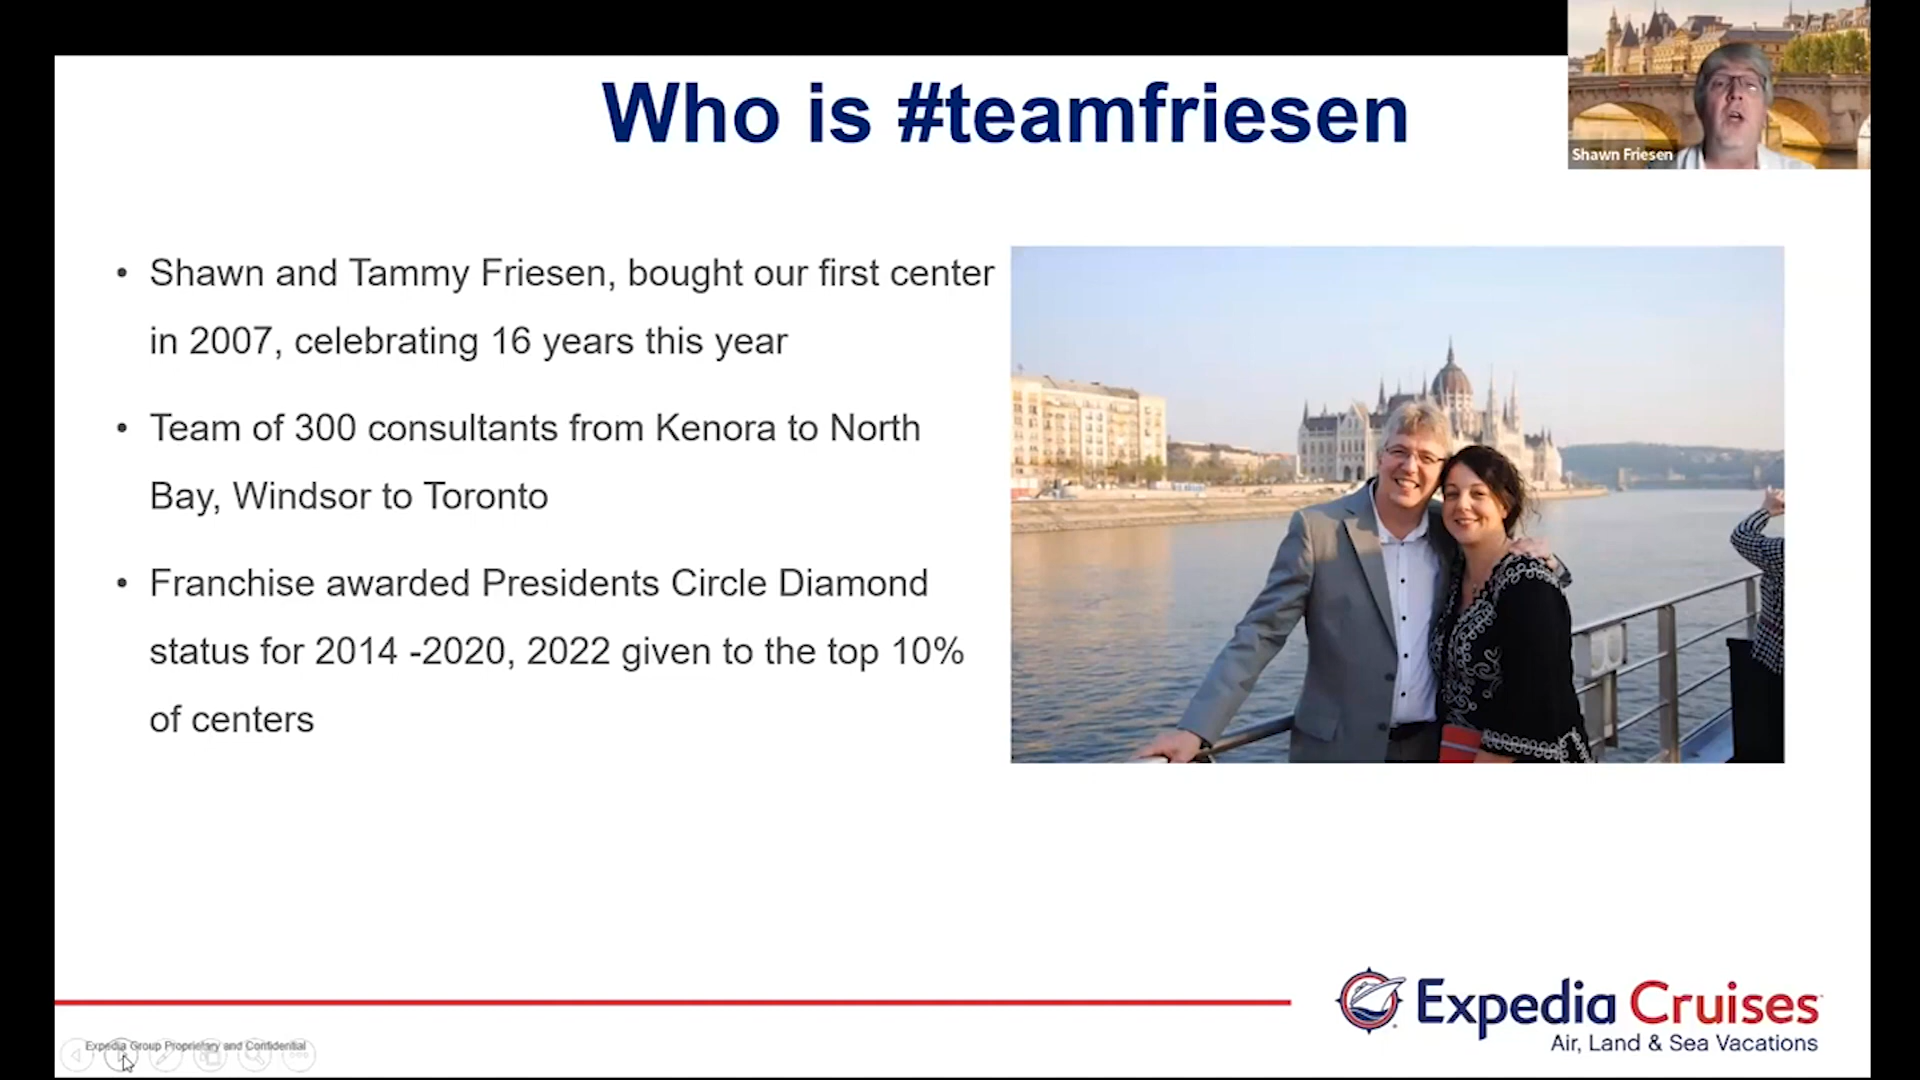 Who is #teamfriesen
Shawn Friesen
• Shawn and Tammy Friesen, bought our first center
in 2007, celebrating 16 years this year
• Team of 300 consultants from Kenora to North
Bay, Windsor to Toronto
• Franchise awarded Presidents Circle Diamond
status for 2014 -2020, 2022 given to the top 10%
of centers
Expedia Cruises
Air, Land & Sea Vacations
Expedia Group Proprietary and Confidential